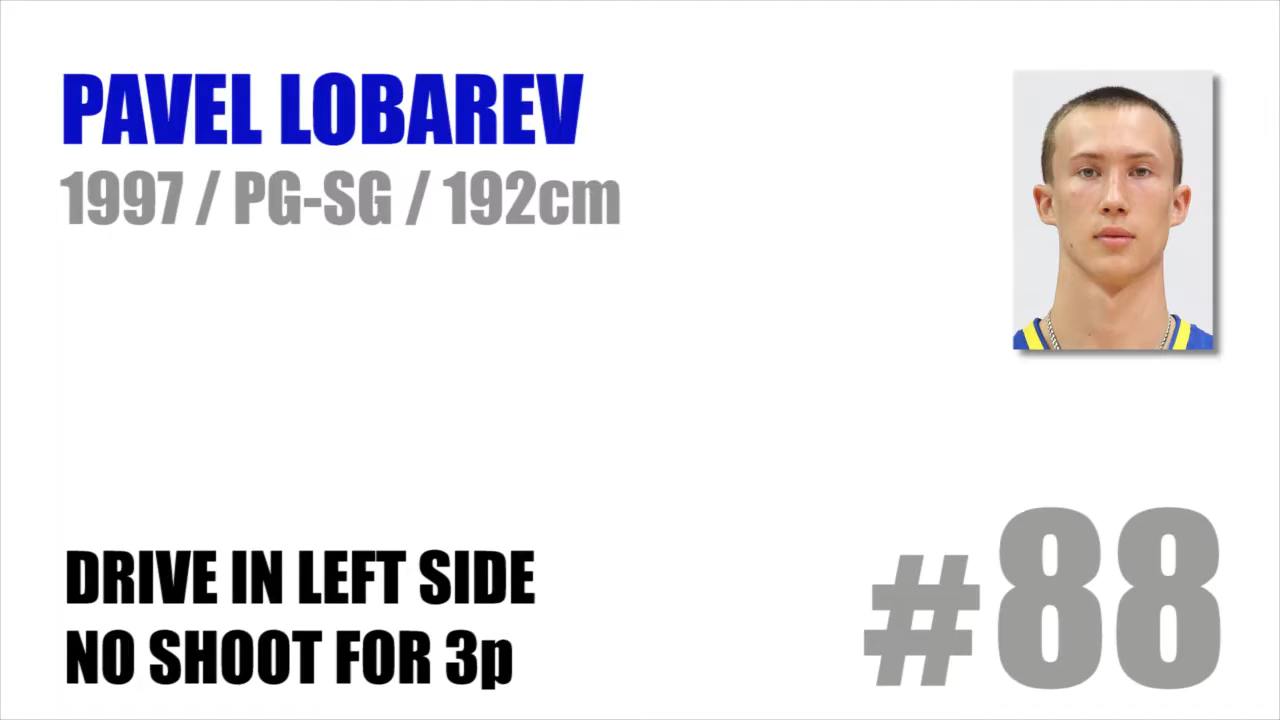 PAVEL LOBAREV
1997 / PG-SG / 192cm
DRIVE IN LEFT SIDE
NO SHOOT FOR 3p
#88